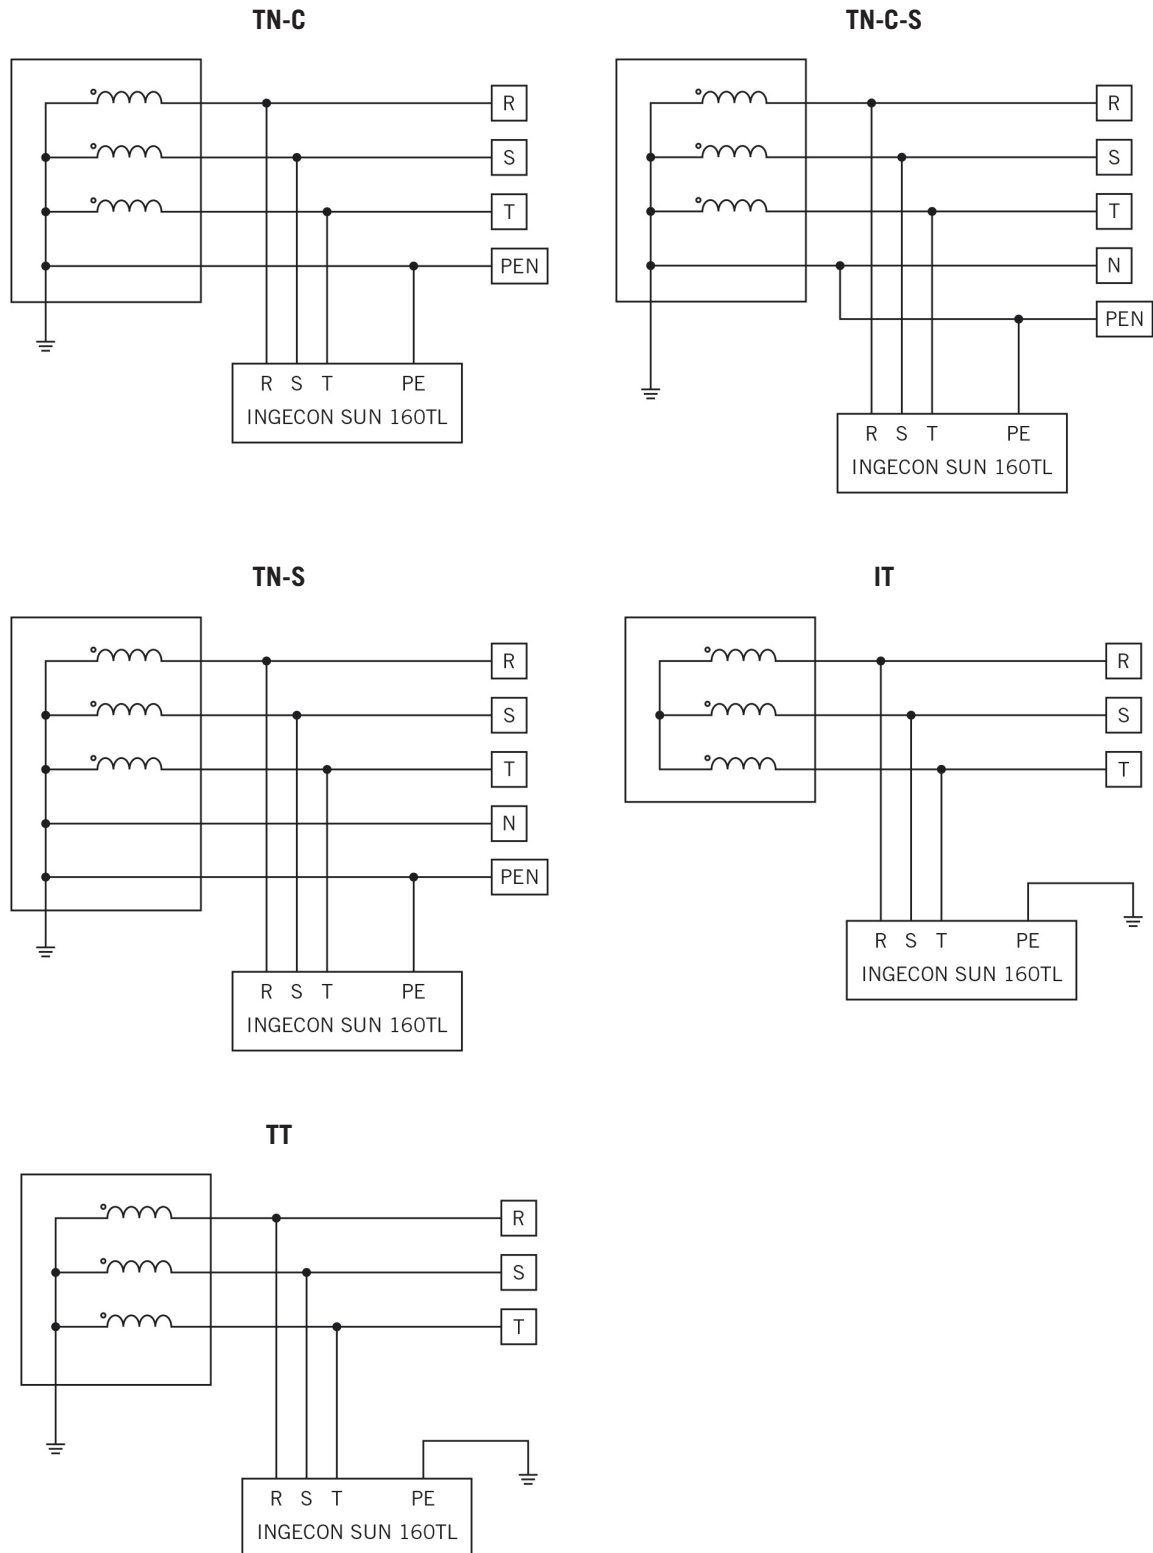 TN-C
R
S
T
PEN
R S T PE
INGECON SUN 160TL
TN-C-S
R
S
T
N
PEN
R S T PE
INGECON SUN 160TL
TN-S
R
S
T
N
PEN
R S T PE
INGECON SUN 160TL
IT
R
S
T
R S T PE
INGECON SUN 160TL
TT
R
S
T
R S T PE
INGECON SUN 160TL